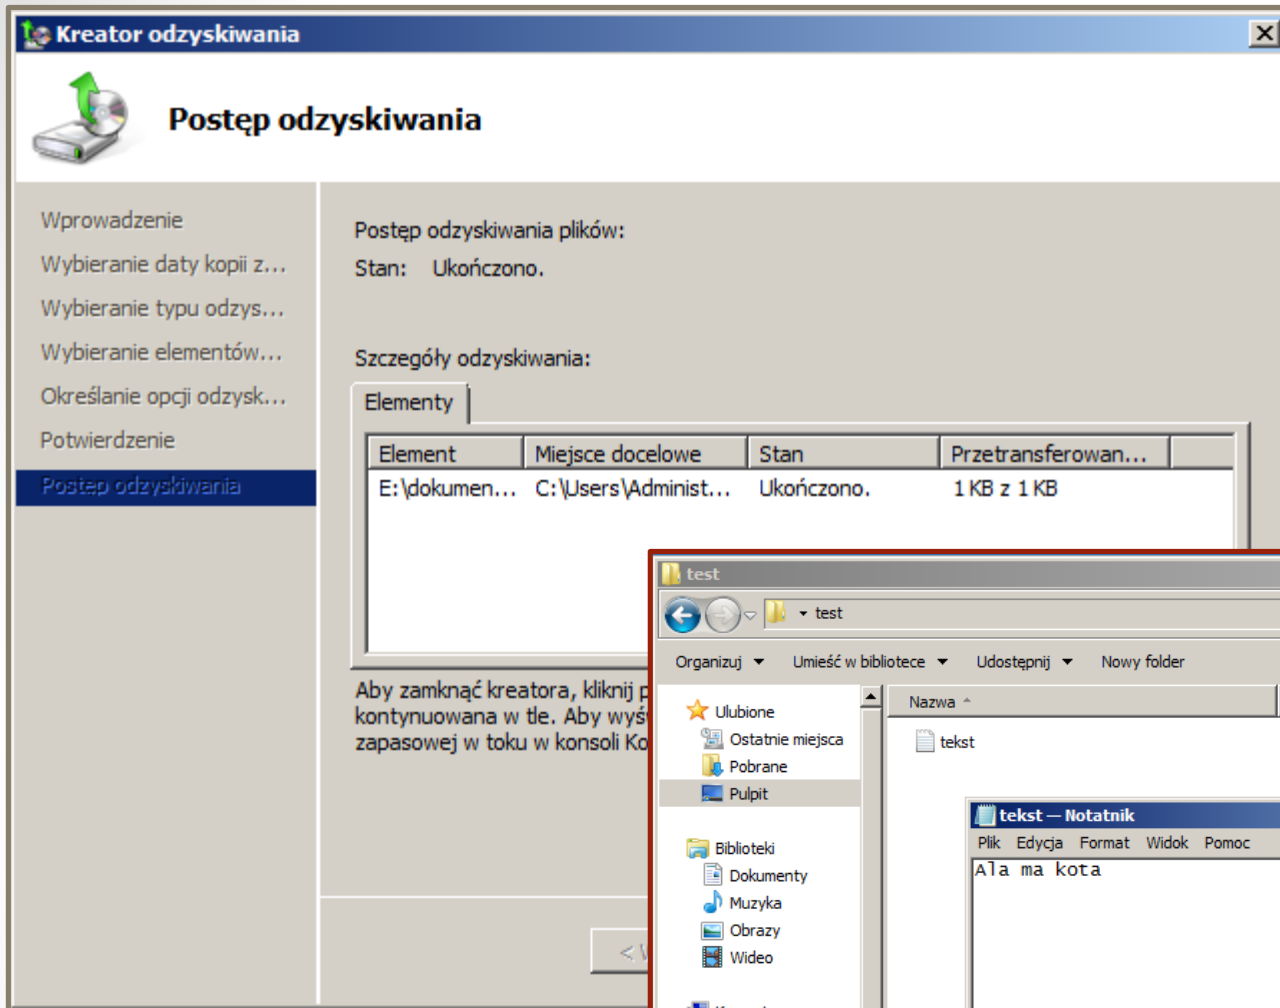 Kreator odzyskiwania
Postęp odzyskiwania
Wprowadzenie
Wybieranie daty kopii z...
Wybieranie typu odzys...
Wybieranie elementów...
Określanie opcji odzysk...
Potwierdzenie
Postęp odzyskiwania
Postęp odzyskiwania plików:
Stan: Ukończono.
Szczegóły odzyskiwania:
Elementy
Element Miejsce docelowe Stan Przetransferowan...
E:\dokumen... C:\Users\Administ... Ukończono. 1 KB z 1 KB
Aby zamknąć kreatora, kliknij
kontynuowana w tle. Aby
zapasowej w toku w konsoli
test
test
Organizuj Umieść w bibliotece Udostępnij Nowy folder
Ulubione
Ostatnie miejsca
Pobrane
Pulpit
Biblioteki
Dokumenty
Muzyka
Obrazy
Wideo
Nazwa
tekst
tekst — Notatnik
Plik Edycja Format Widok Pomoc
Ala ma kota